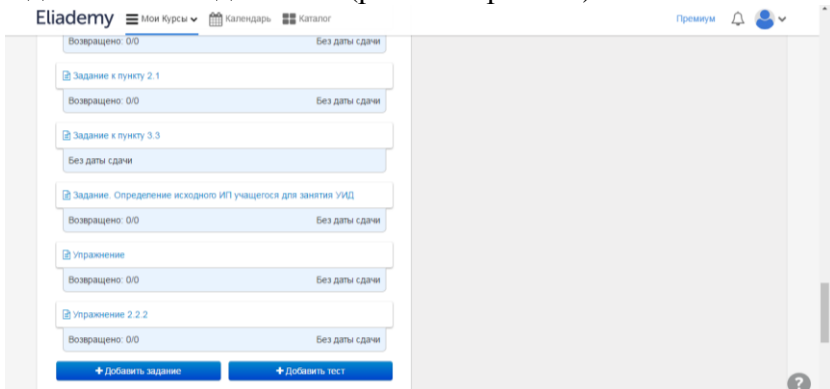 Eliademy Мои Курсы Календарь Каталог Премиум
Возвращено: 0/0 Без даты сдачи
Задание к пункту 2.1
Возвращено: 0/0 Без даты сдачи
Задание к пункту 3.3
Без даты сдачи
Задание. Определение исходного ИП учащегося для занятия УИД
Возвращено: 0/0 Без даты сдачи
Упражнение
Возвращено: 0/0 Без даты сдачи
Упражнение 2.2.2
Возвращено: 0/0 Без даты сдачи
+ Добавить задание + Добавить тест
?